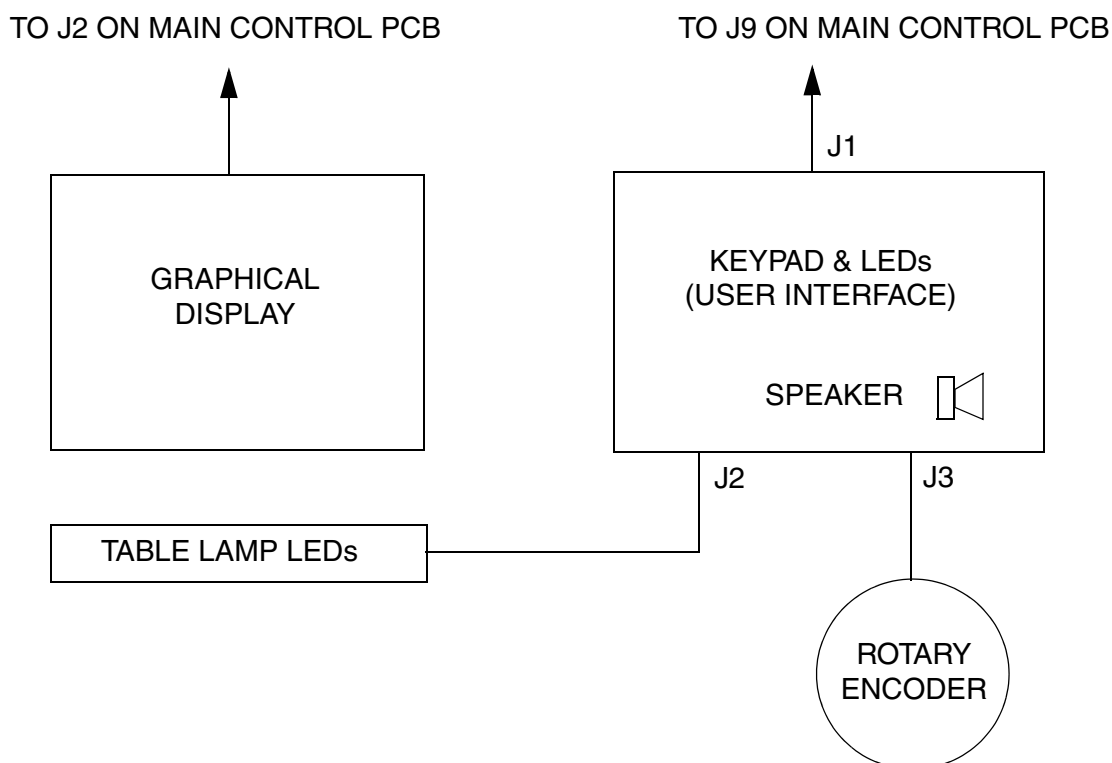 TO J2 ON MAIN CONTROL PCB
TO J9 ON MAIN CONTROL PCB
J1
GRAPHICAL
DISPLAY
KEYPAD & LEDs
(USER INTERFACE)
SPEAKER
J2
J3
TABLE LAMP LEDs
ROTARY
ENCODER